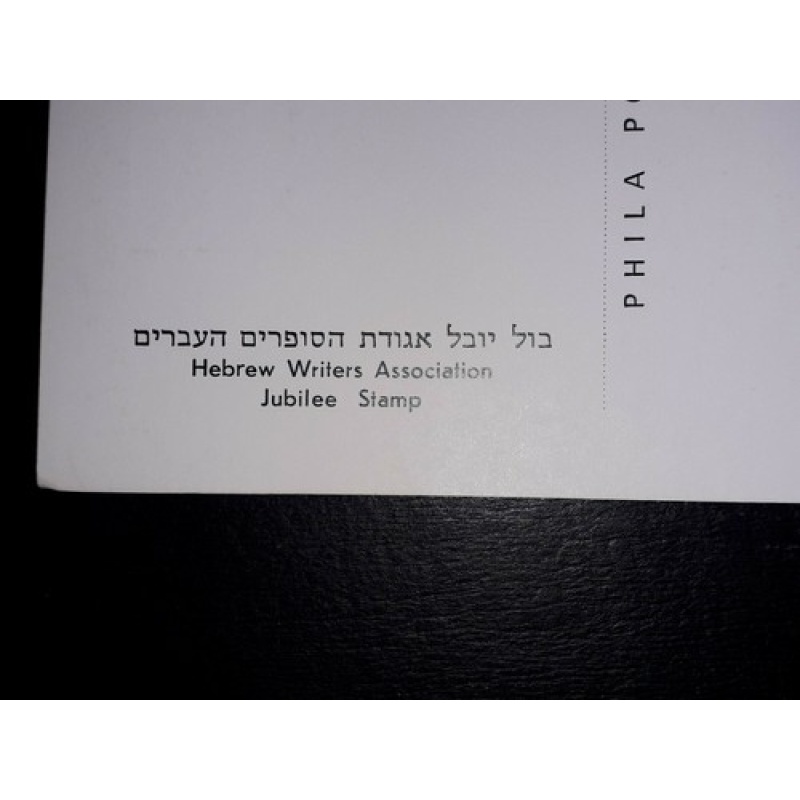 בול יובל אגודת הסופרים העברים
Hebrew Writers Association
Jubilee Stamp
PHILA